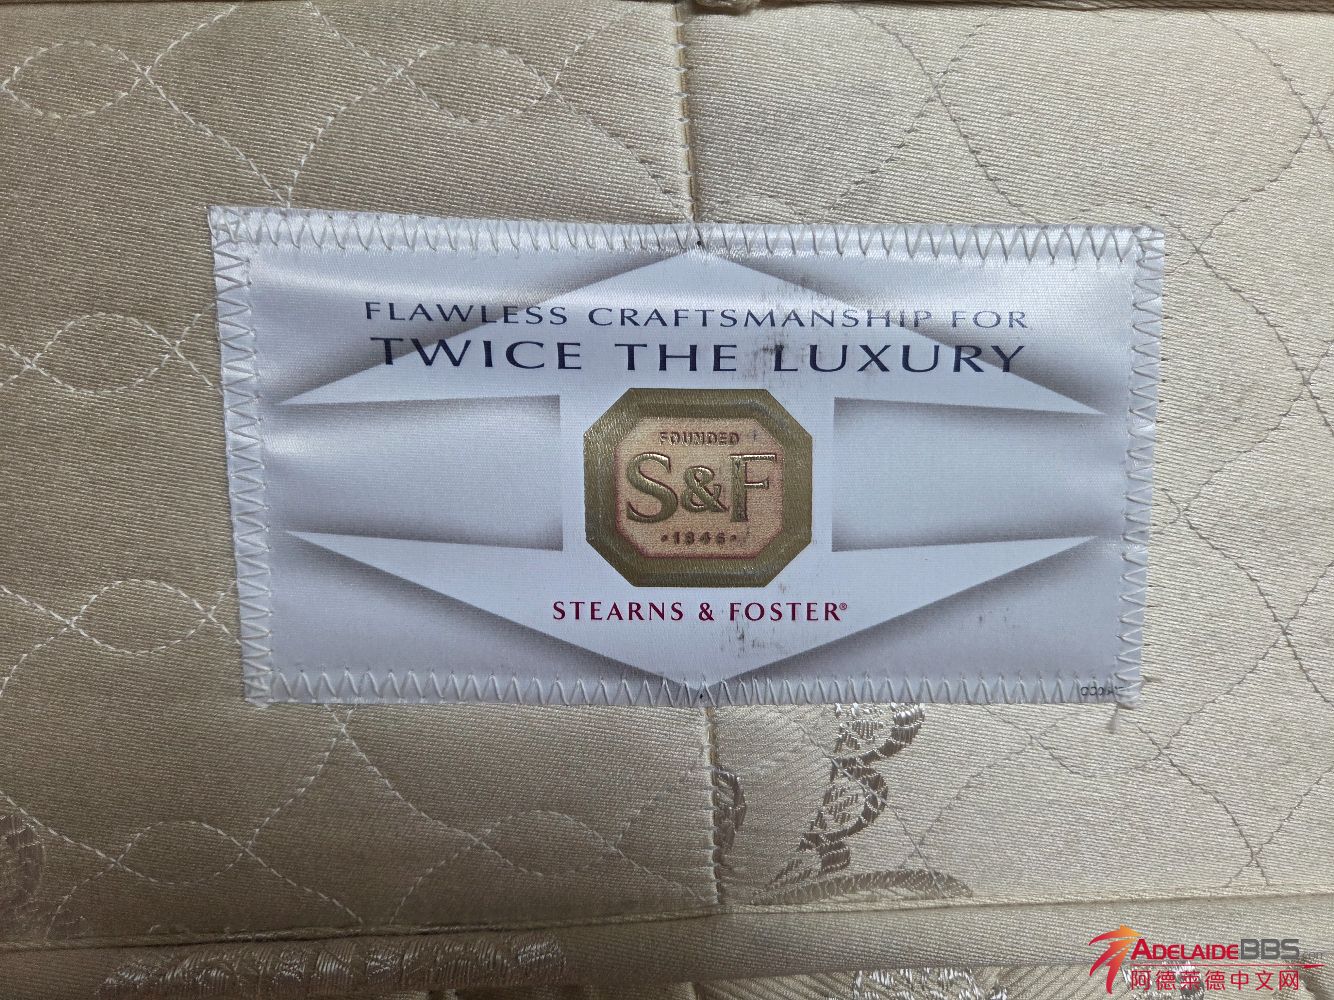 FLAWLESS CRAFTSMANSHIP FOR
TWICE THE LUXURY
FOUNDED
S&F
·1846·
STEARNS & FOSTER®
ADELAIDEBBS
阿德莱德中文网